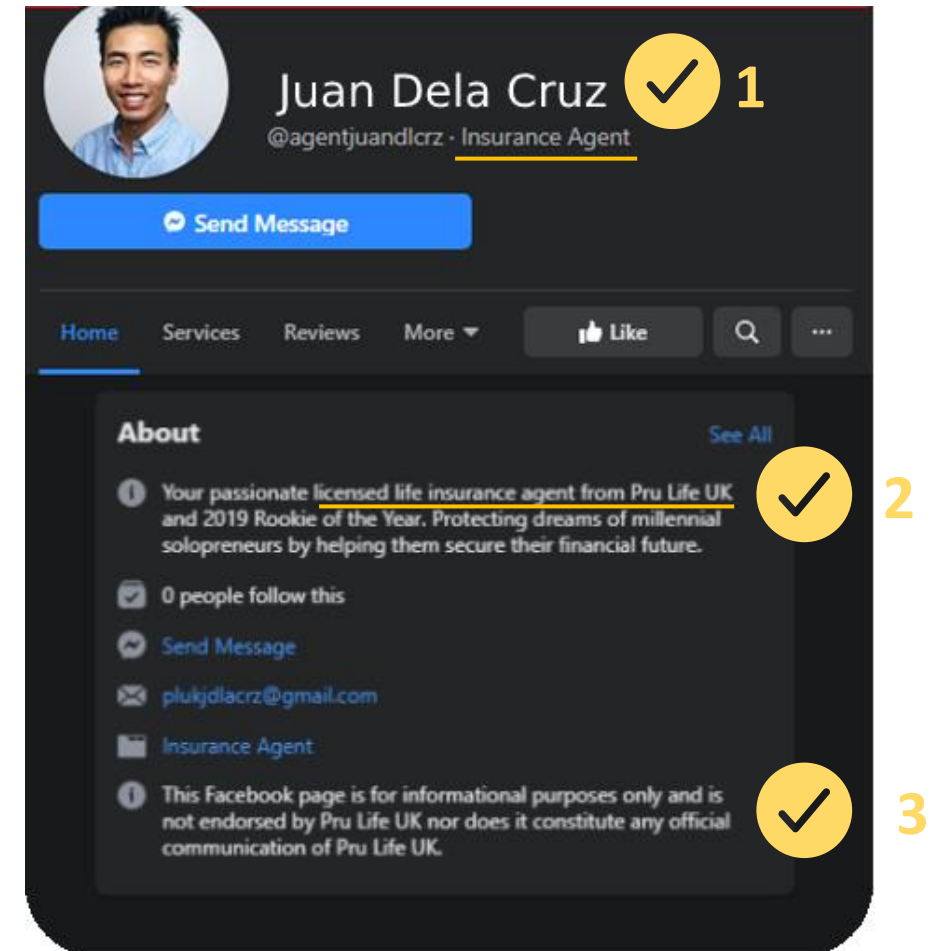 Juan Dela Cruz
1
@agentjuandlcrz · Insurance Agent
Send Message
Home Services Reviews More Like ...
About See All
Your passionate licensed life insurance agent from Pru Life UK
2
and 2019 Rookie of the Year. Protecting dreams of millennial
solopreneurs by helping them secure their financial future.
0 people follow this
Send Message
plukjdlacrz@gmail.com
Insurance Agent
This Facebook page is for informational purposes only and is
not endorsed by Pru Life UK nor does it constitute any official
3
communication of Pru Life UK.